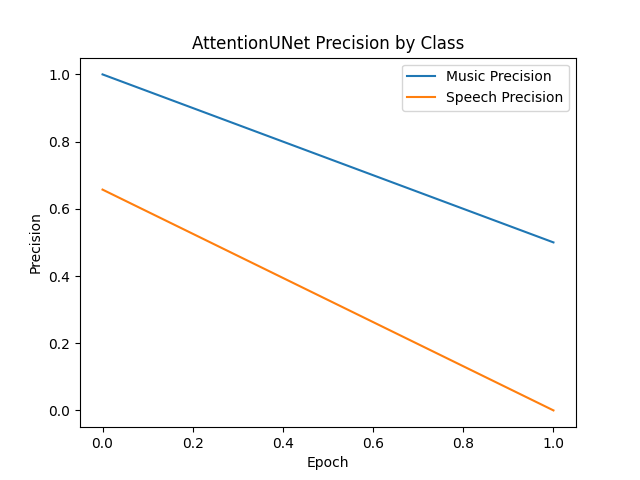 AttentionUNet Precision by Class
Music Precision
Speech Precision
1.0
0.8
0.6
0.4
0.2
0.0
Precision
0.0 0.2 0.4 0.6 0.8 1.0
Epoch